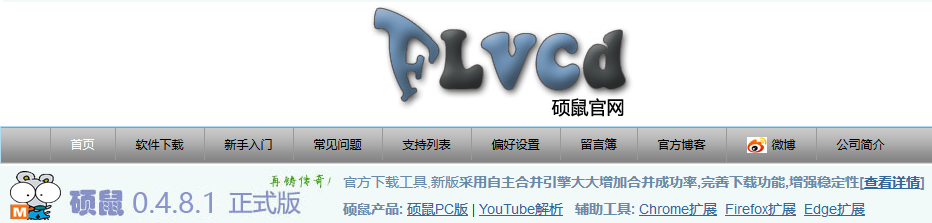 FLVCd
硕鼠官网
首页 软件下载 新手入门 常见问题 支持列表 偏好设置 留言簿 官方博客 微博 公司简介
再铸传奇!
硕鼠 0.4.8.1 正式版
官方下载工具,新版采用自主合并引擎大大增加合并成功率,完善下载功能,增强稳定性[查看详情]
硕鼠产品: 硕鼠PC版 | YouTube解析 辅助工具: Chrome扩展 Firefox扩展 Edge扩展
M